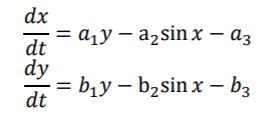 dx/dt = a₁y − a₂sin x − a₃
dy/dt = b₁y − b₂sin x − b₃